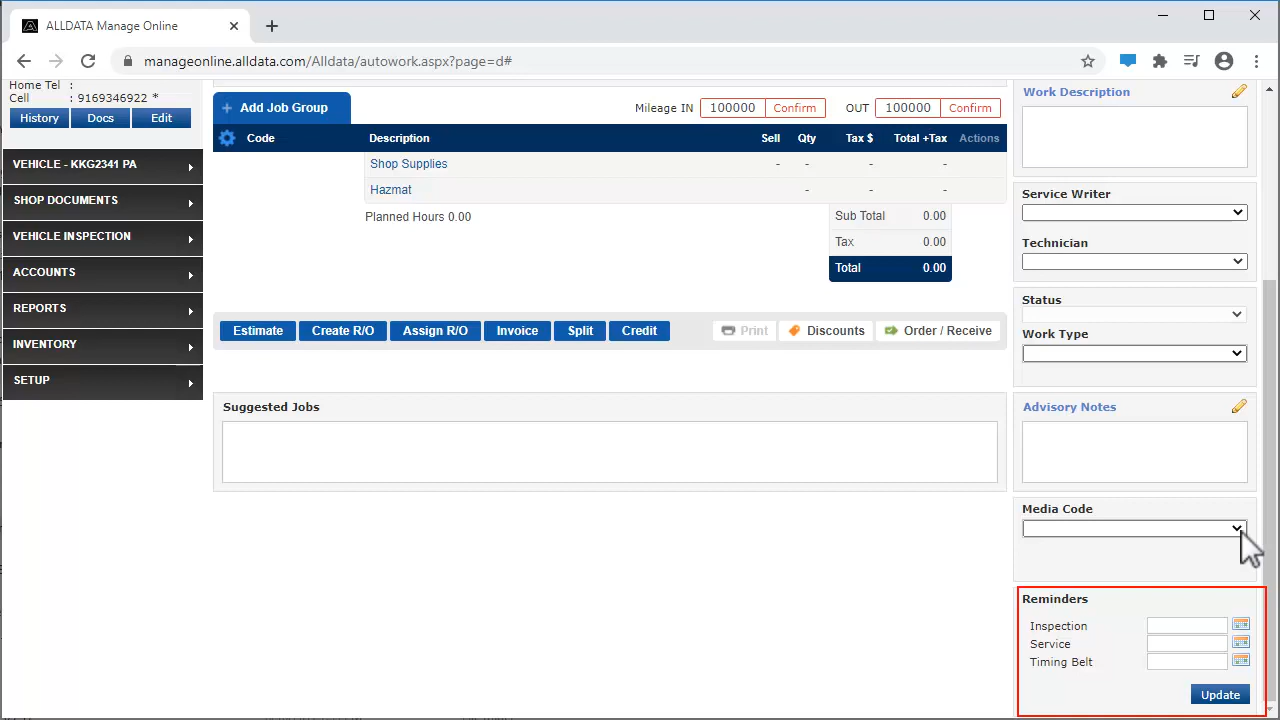 ALLDATA Manage Online
manageonline.alldata.com/Alldata/autowork.aspx?page=d#
Home Tel :
Cell : 9169346922 *
History Docs Edit
VEHICLE - KKG2341 PA
SHOP DOCUMENTS
VEHICLE INSPECTION
ACCOUNTS
REPORTS
INVENTORY
SETUP
+ Add Job Group
Mileage IN 100000 Confirm OUT 100000 Confirm
Code Description Sell Qty Tax $ Total +Tax Actions
Shop Supplies - - - -
Hazmat - - -
Planned Hours 0.00
Sub Total 0.00
Tax 0.00
Total 0.00
Estimate Create R/O Assign R/O Invoice Split Credit Print Discounts Order / Receive
Suggested Jobs
Work Description
Service Writer
Technician
Status
Work Type
Advisory Notes
Media Code
Reminders
Inspection
Service
Timing Belt
Update